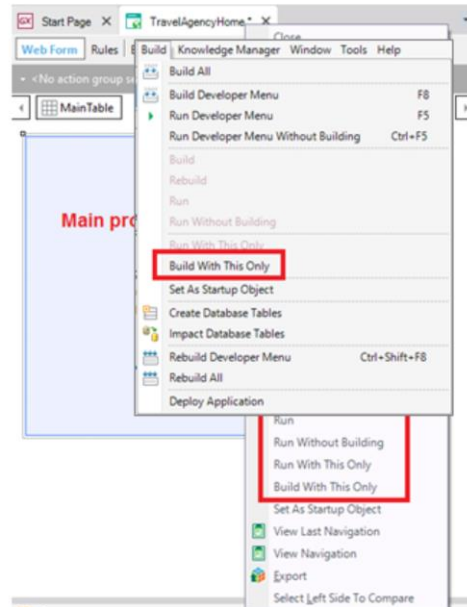 Start Page
TravelAgencyHome *
Close
Web Form Rules
Build Knowledge Manager Window Tools Help
<No action group
Build All
MainTable
Build Developer Menu F8
Run Developer Menu F5
Run Developer Menu Without Building Ctrl+F5
Build
Rebuild
Run
Main pro
Run Without Building
Run With This Only
Build With This Only
Set As Startup Object
Create Database Tables
Impact Database Tables
Rebuild Developer Menu Ctrl+Shift+F8
Rebuild All
Deploy Application
Run
Run Without Building
Run With This Only
Build With This Only
Set As Startup Object
View Last Navigation
View Navigation
Export
Select Left Side To Compare